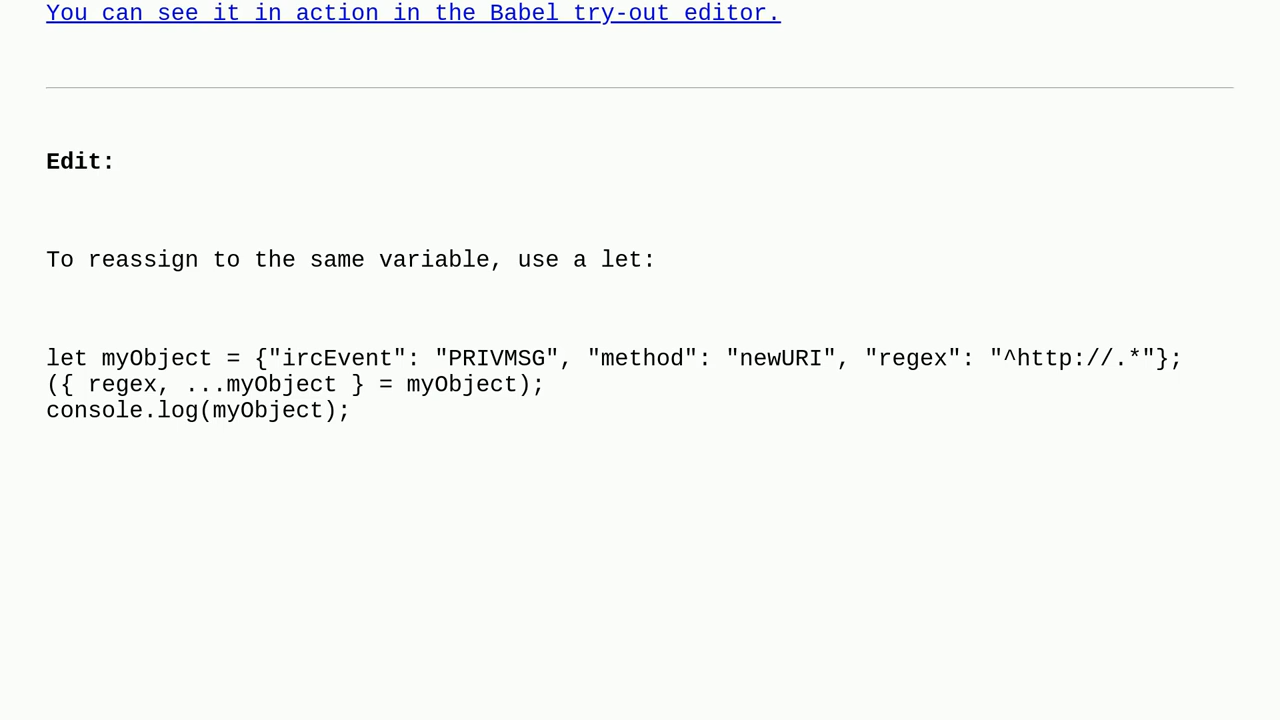 You can see it in action in the Babel try-out editor.
Edit:
To reassign to the same variable, use a let:
let myObject = {"ircEvent": "PRIVMSG", "method": "newURI", "regex": "^http://.*"};
({ regex, ...myObject } = myObject);
console.log(myObject);